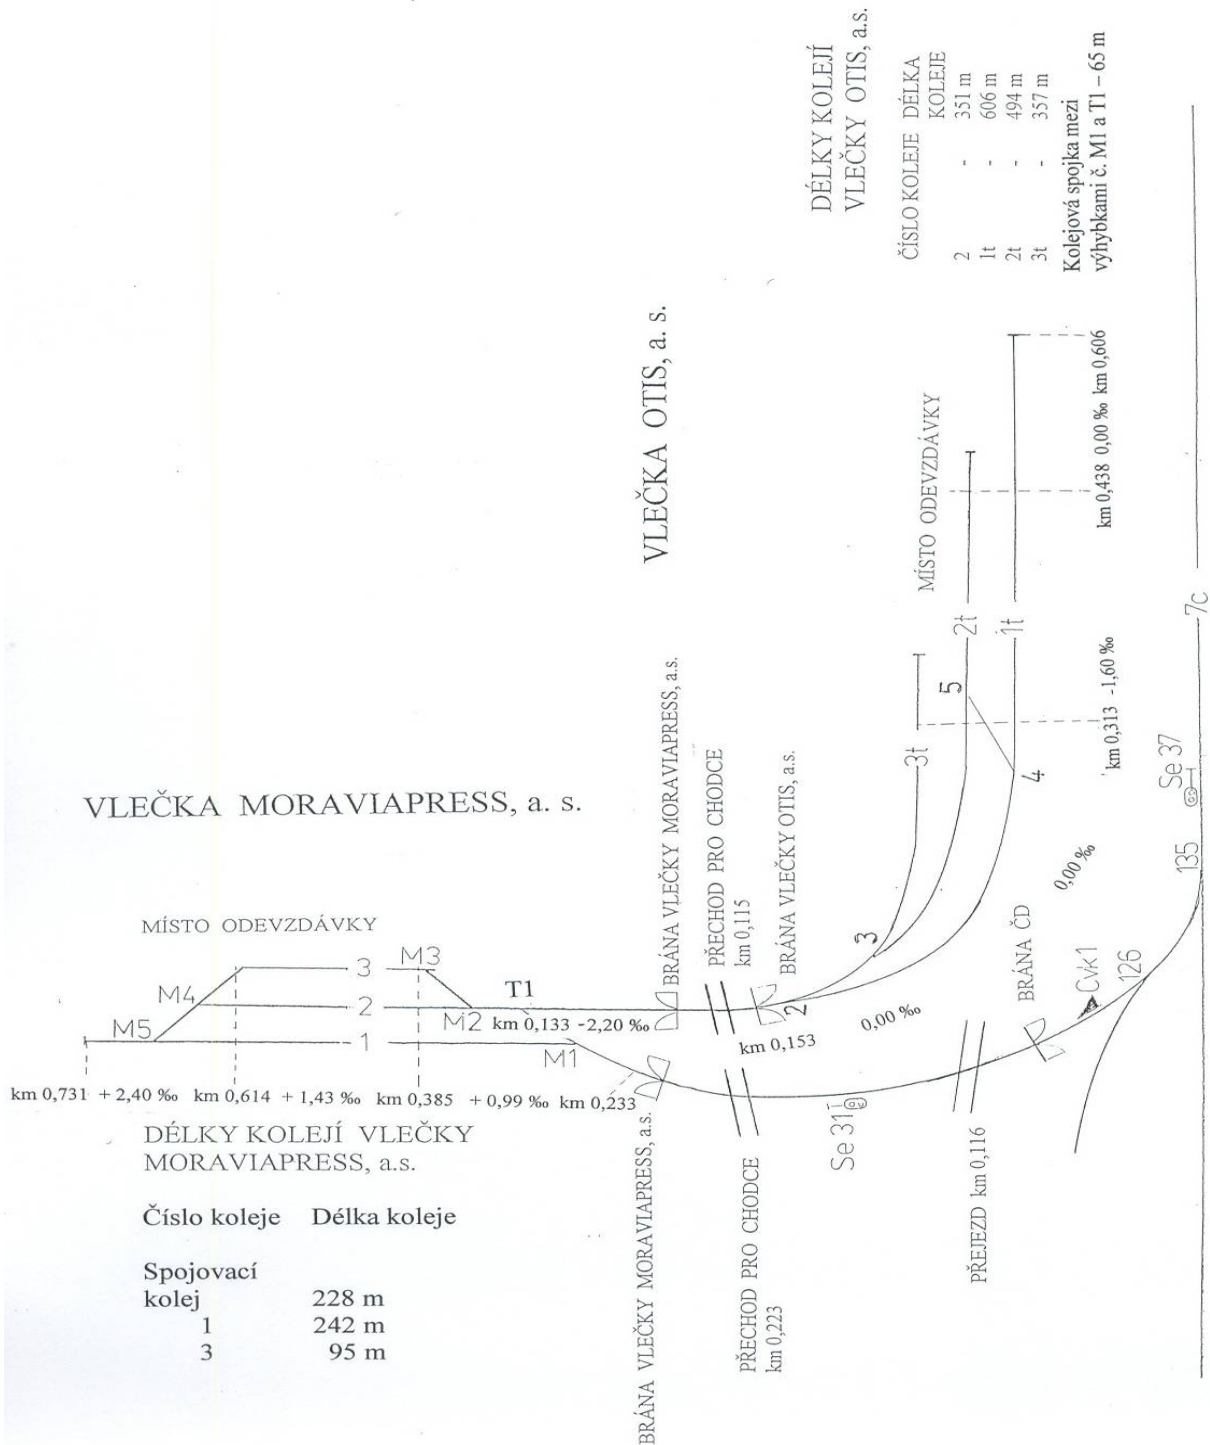 DÉLKY KOLEJÍ
VLEČKY OTIS, a.s.
ČÍSLO KOLEJE DÉLKA
KOLEJE
2 - 351 m
1t - 606 m
2t - 494 m
3t - 357 m
Kolejová spojka mezi
výhybkami č. M1 a T1 – 65 m
VLEČKA OTIS, a. s.
MÍSTO ODEVZDÁVKY
km 0,438 0,00 ‰ km 0,606
2t
1t
5
3t
4
km 0,313 -1,60 ‰
7c
Se 37
135
VLEČKA MORAVIAPRESS, a. s.
MÍSTO ODEVZDÁVKY
BRÁNA VLEČKY MORAVIAPRESS, a.s.
PŘECHOD PRO CHODCE
km 0,115
BRÁNA VLEČKY OTIS, a.s.
3
2
0,00 ‰
0,00 ‰
BRÁNA ČD
Cvk1
126
M3
3
M4
2
M2
T1
km 0,133 -2,20 ‰
km 0,153
M5
1
M1
km 0,731 + 2,40 ‰ km 0,614 + 1,43 ‰ km 0,385 + 0,99 ‰ km 0,233
BRÁNA VLEČKY MORAVIAPRESS, a.s.
PŘECHOD PRO CHODCE
km 0,223
Se 31
PŘEJEZD km 0,116
DÉLKY KOLEJÍ VLEČKY
MORAVIAPRESS, a.s.
Číslo koleje Délka koleje
Spojovací
kolej 228 m
1 242 m
3 95 m